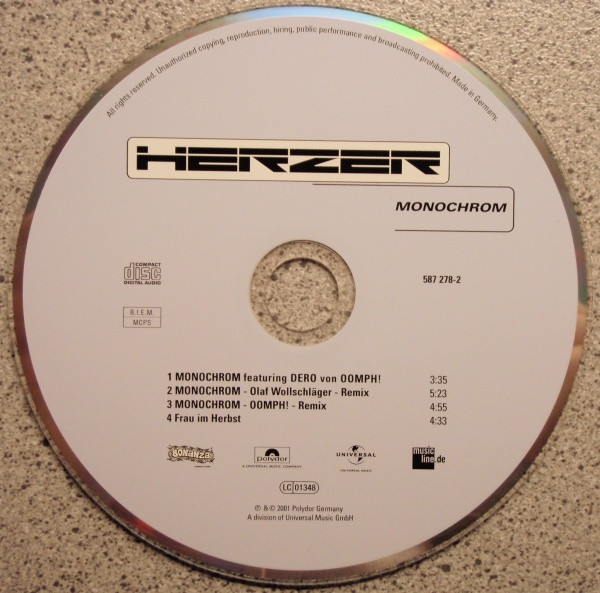 All rights reserved. Unauthorized copying, reproduction, hiring, public performance and broadcasting prohibited. Made in Germany.
HERZER
MONOCHROM
COMPACT
disc
DIGITAL AUDIO
587 278-2
B.I.E.M.
MCPS
1 MONOCHROM featuring DERO von OOMPH! 3:35
2 MONOCHROM - Olaf Wollschläger - Remix 5:23
3 MONOCHROM - OOMPH! - Remix 4:55
4 Frau im Herbst 4:33
BONANZA
polydor
A UNIVERSAL MUSIC COMPANY
UNIVERSAL
UNIVERSAL MUSIC
music
line.de
LC 01348
℗ & © 2001 Polydor Germany
A division of Universal Music GmbH